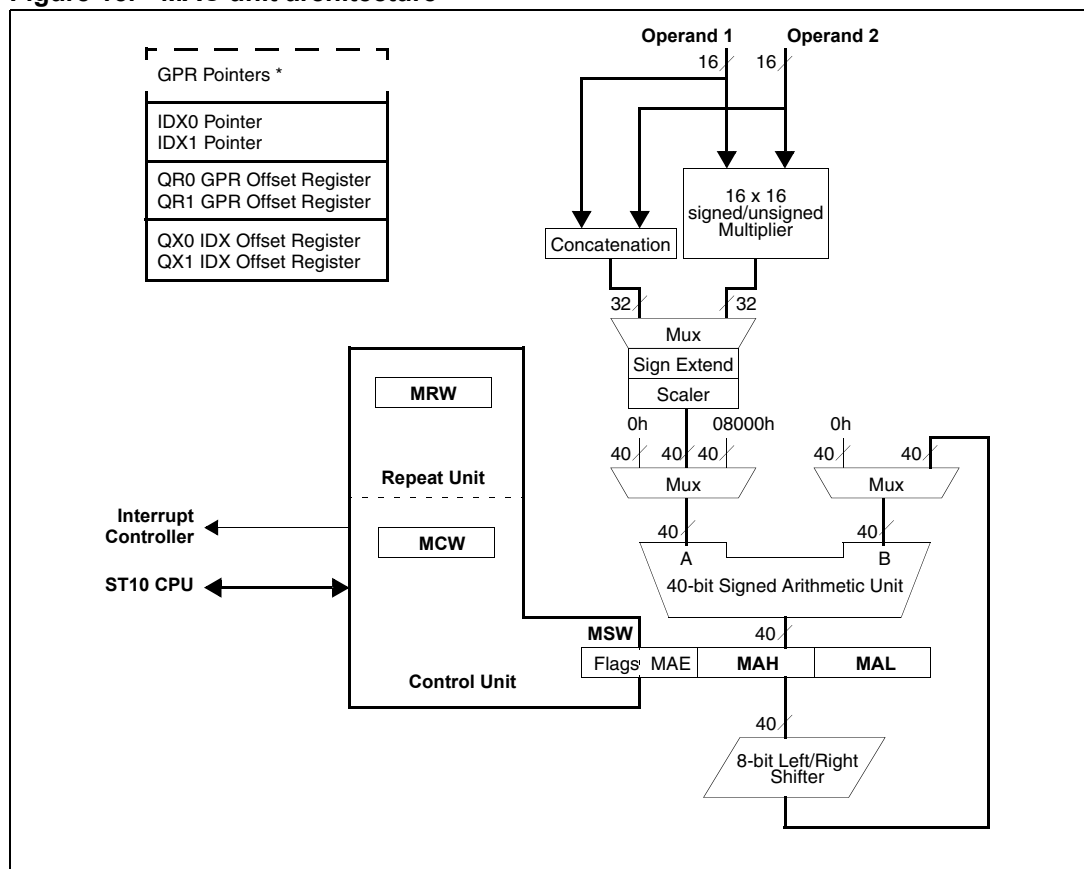 Operand 1 Operand 2
16 16
GPR Pointers *
IDX0 Pointer
IDX1 Pointer
QR0 GPR Offset Register
QR1 GPR Offset Register
QX0 IDX Offset Register
QX1 IDX Offset Register
16 x 16
signed/unsigned
Multiplier
Concatenation
32 32
Mux
Sign Extend
Scaler
0h 08000h 0h
40 40 40 40 40
Mux Mux
40 40
A B
40-bit Signed Arithmetic Unit
40
MRW
Repeat Unit
MCW
Interrupt
Controller
ST10 CPU
MSW
Flags MAE MAH MAL
Control Unit
40
8-bit Left/Right
Shifter